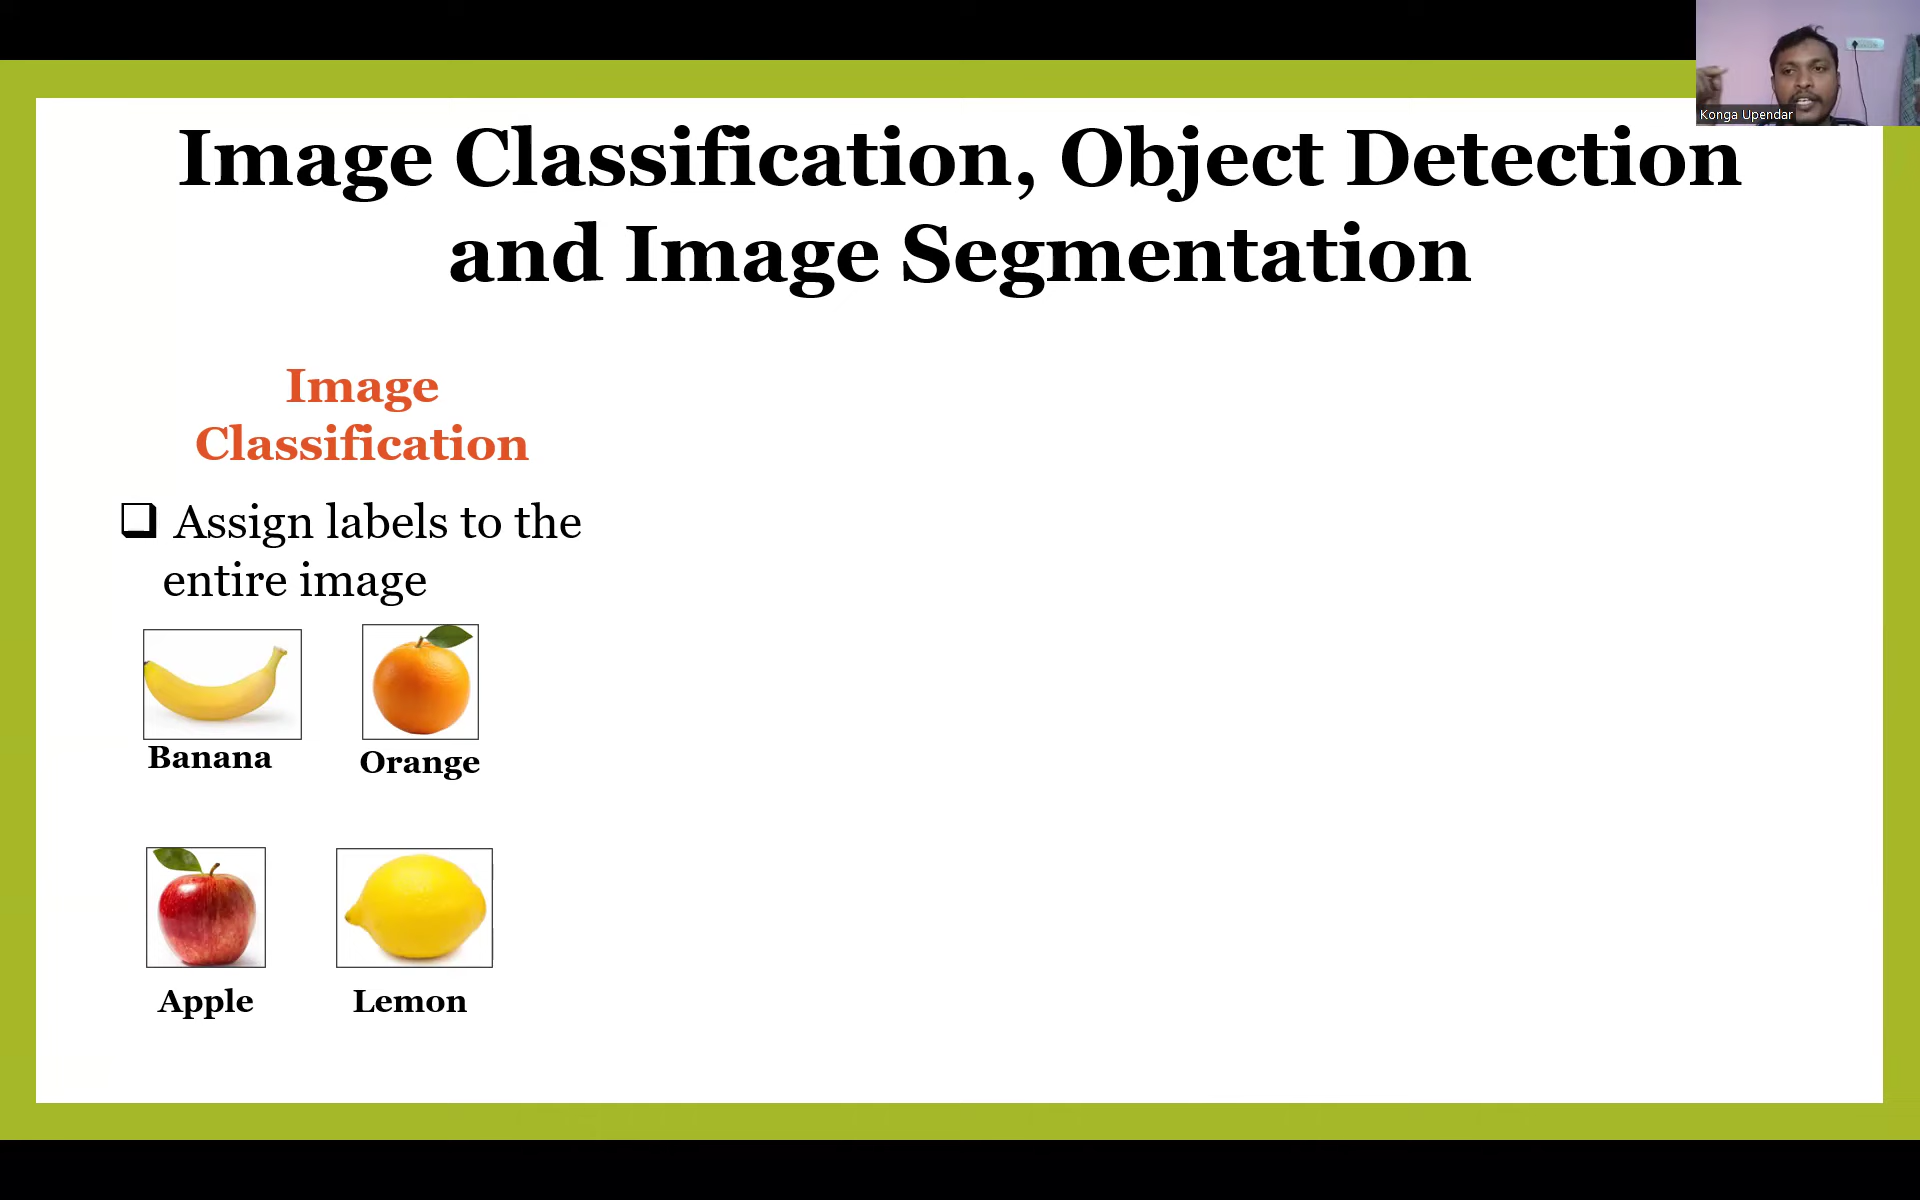 Image Classification, Object Detection
and Image Segmentation
Image
Classification
❑ Assign labels to the
entire image
Banana
Orange
Apple
Lemon
Konga Upendar